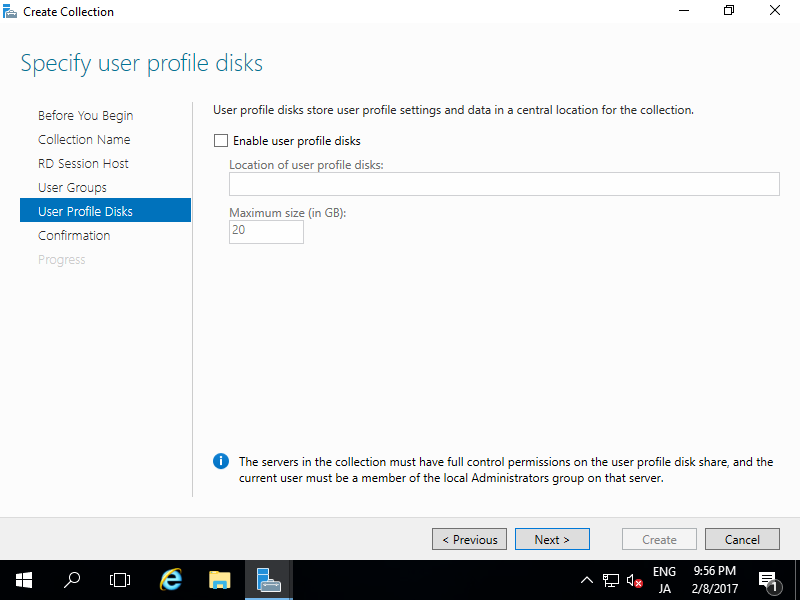 Create Collection
Specify user profile disks
Before You Begin
Collection Name
RD Session Host
User Groups
User Profile Disks
Confirmation
Progress
User profile disks store user profile settings and data in a central location for the collection.
Enable user profile disks
Location of user profile disks:
Maximum size (in GB):
20
The servers in the collection must have full control permissions on the user profile disk share, and the
current user must be a member of the local Administrators group on that server.
< Previous
Next >
Create
Cancel
ENG
JA
9:56 PM
2/8/2017
1